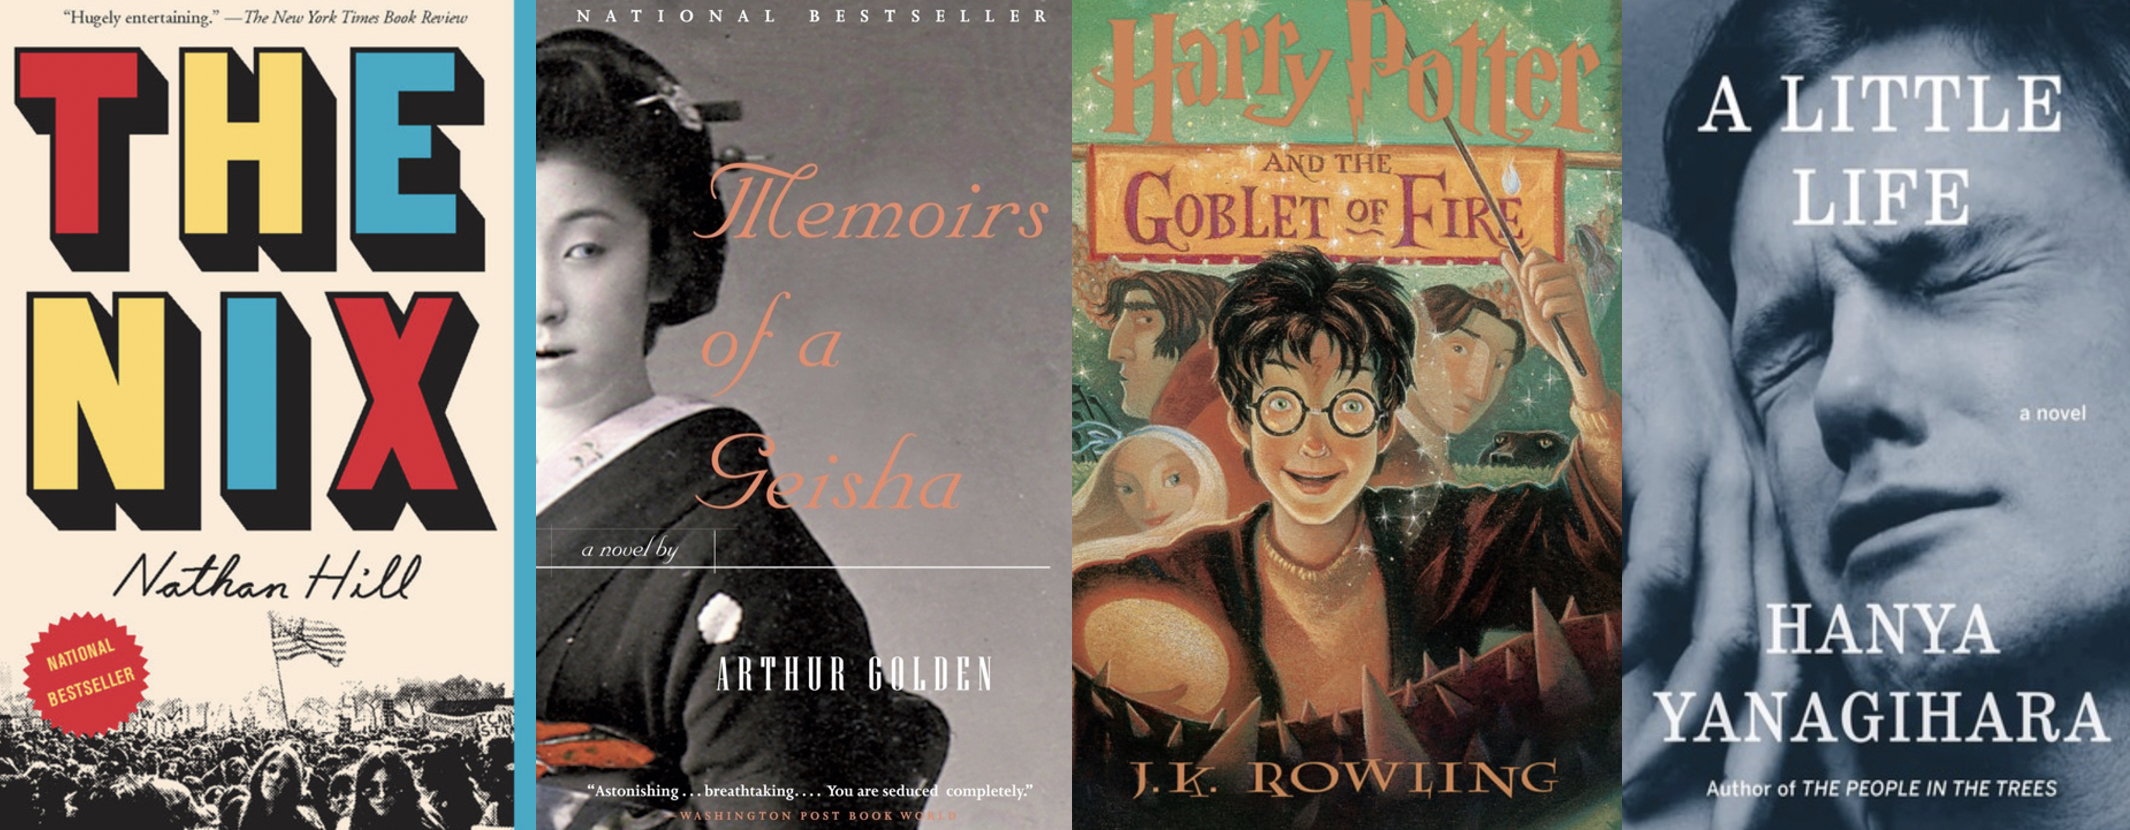 "Hugely entertaining." —The New York Times Book Review
THE
NIX
Nathan Hill
NATIONAL
BESTSELLER
NATIONAL BESTSELLER
Memoirs
of a
Geisha
a novel by
ARTHUR GOLDEN
"Astonishing . . . breathtaking. . . . You are seduced completely."
—WASHINGTON POST BOOK WORLD
Harry Potter
AND THE
GOBLET OF FIRE
J.K. ROWLING
A LITTLE
LIFE
a novel
HANYA
YANAGIHARA
Author of THE PEOPLE IN THE TREES